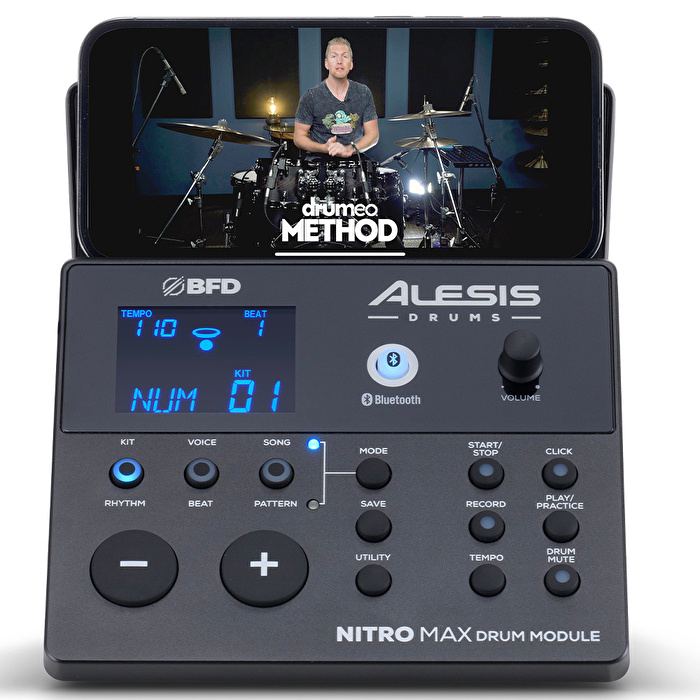 drumeo
METHOD
BFD
ALESIS
DRUMS
TEMPO
BEAT
110
1
KIT
NUM 01
Bluetooth
VOLUME
KIT
VOICE
SONG
RHYTHM
BEAT
PATTERN
MODE
SAVE
UTILITY
START/
STOP
CLICK
RECORD
PLAY/
PRACTICE
TEMPO
DRUM
MUTE
−
+
NITRO MAX DRUM MODULE